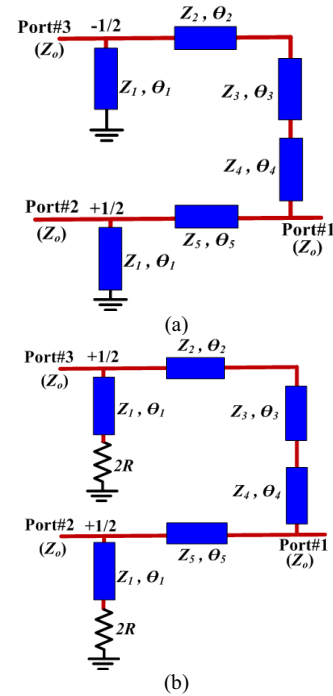 Port#3 -1/2 Z2 , θ2
(Zo)
Z1 , θ1
Z3 , θ3
Z4 , θ4
Port#2 +1/2 Port#1
(Zo) Z5 , θ5 (Zo)
Z1 , θ1
(a)
Port#3 +1/2 Z2 , θ2
(Zo)
Z1 , θ1
Z3 , θ3
2R
Z4 , θ4
Port#2 +1/2 Port#1
(Zo) Z5 , θ5 (Zo)
Z1 , θ1
2R
(b)